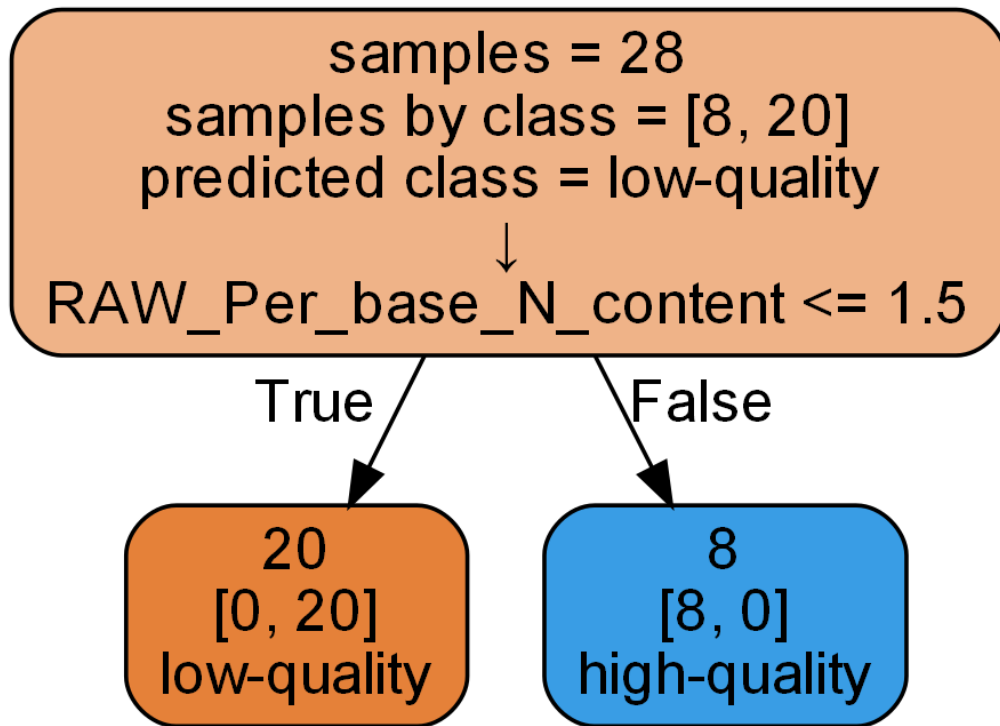 samples = 28
samples by class = [8, 20]
predicted class = low-quality
↓
RAW_Per_base_N_content <= 1.5
True
False
20
[0, 20]
low-quality
8
[8, 0]
high-quality